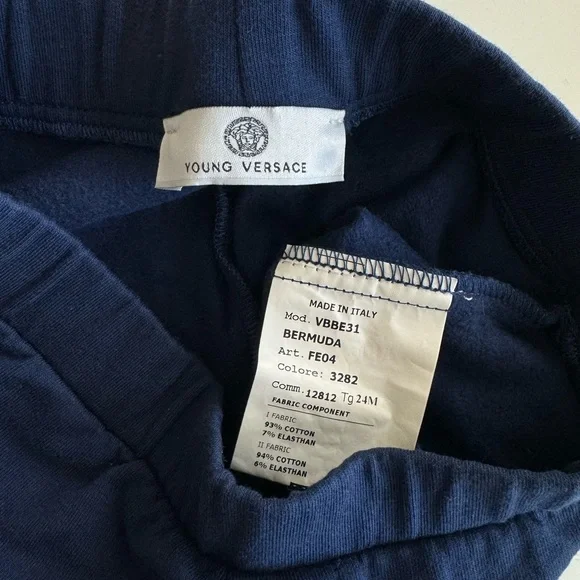 YOUNG VERSACE
MADE IN ITALY
Mod. VBBE31
BERMUDA
Art. FE04
Colore: 3282
Comm. 12812 Tg 24M
FABRIC COMPONENT
I FABRIC
93% COTTON
7% ELASTHAN
II FABRIC
94% COTTON
6% ELASTHAN